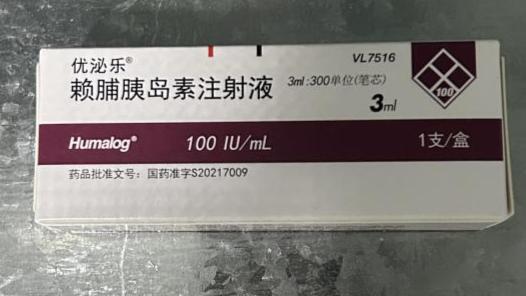 优泌乐®
VL7516
赖脯胰岛素注射液
3ml:300单位(笔芯)
3ml
100
Humalog®
100 IU/mL
1支/盒
药品批准文号：国药准字S20217009